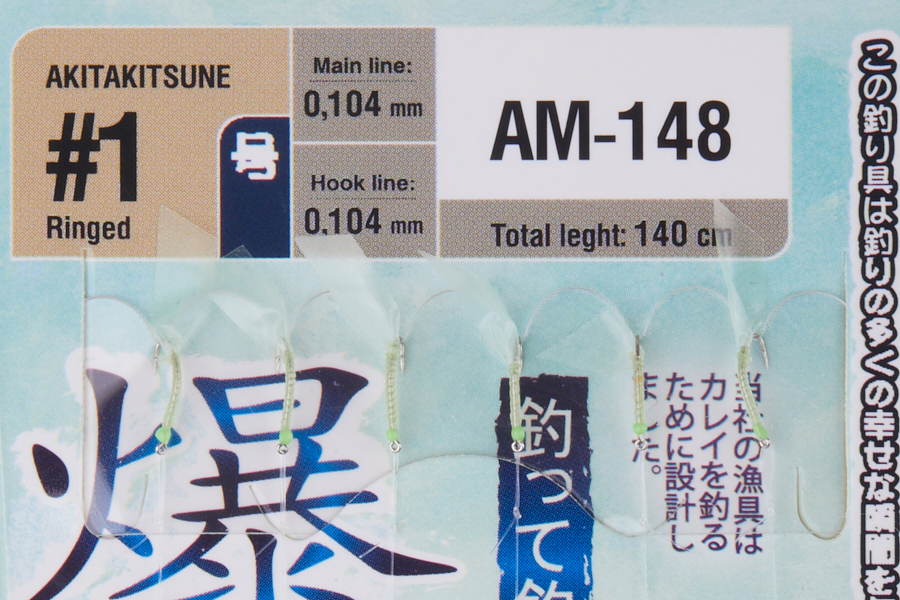 AKITAKITSUNE
#1
Ringed
号
Main line:
0,104 mm
Hook line:
0,104 mm
AM-148
Total leght: 140 cm
この釣り具は釣りの多くの幸せな瞬間を
爆
釣って釣
当社の漁具は
カレイを釣る
ために設計し
ました。